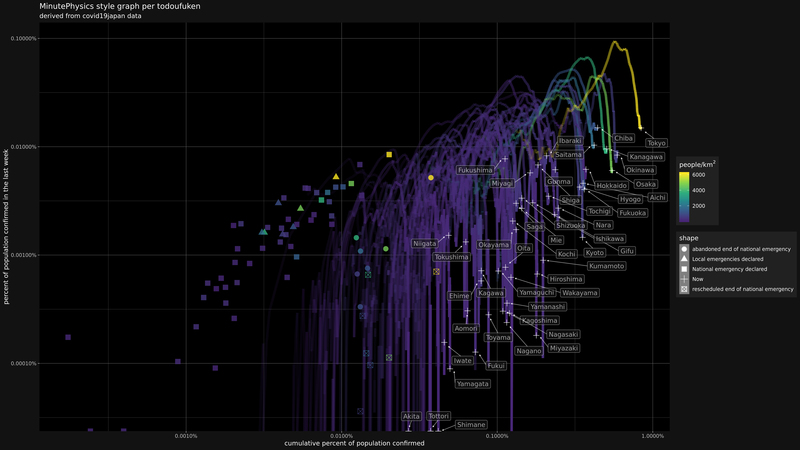 MinutePhysics style graph per todoufuken
derived from covid19japan data
percent of population confirmed in the last week
0.10000%
0.01000%
0.00100%
0.00010%
Chiba
Tokyo
Ibaraki
Saitama
Kanagawa
Okinawa
Fukushima
Miyagi
Gunma
Hokkaido
Osaka
Shiga
Hyogo
Aichi
Tochigi
Fukuoka
Saga
Shizuoka
Nara
Niigata
Okayama
Oita
Mie
Ishikawa
Tokushima
Kochi
Kyoto
Gifu
Kumamoto
Hiroshima
Ehime
Kagawa
Yamaguchi
Wakayama
Yamanashi
Kagoshima
Aomori
Toyama
Nagasaki
Nagano
Miyazaki
Iwate
Fukui
Yamagata
Akita
Tottori
Shimane
0.0010%
0.0100%
0.1000%
1.0000%
cumulative percent of population confirmed
people/km²
6000
4000
2000
shape
abandoned end of national emergency
Local emergencies declared
National emergency declared
Now
rescheduled end of national emergency